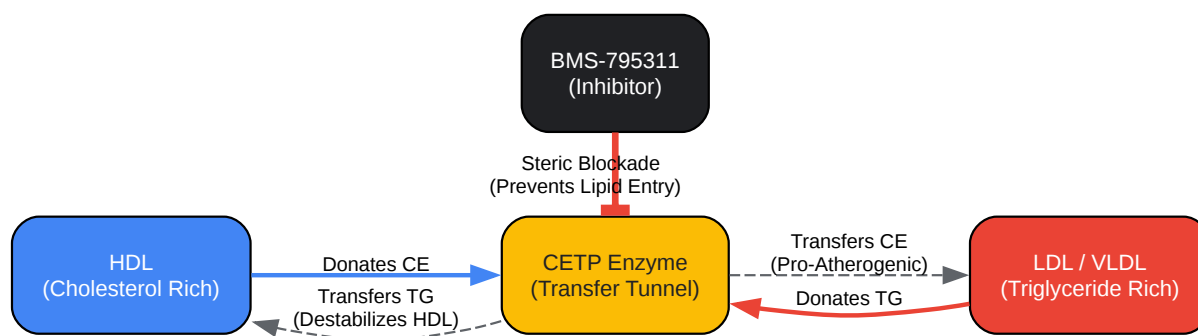 BMS-795311
(Inhibitor)
Steric Blockade
(Prevents Lipid Entry)
HDL
(Cholesterol Rich)
Donates CE
Transfers TG
(Destabilizes HDL)
CETP Enzyme
(Transfer Tunnel)
Transfers CE
(Pro-Atherogenic)
Donates TG
LDL / VLDL
(Triglyceride Rich)